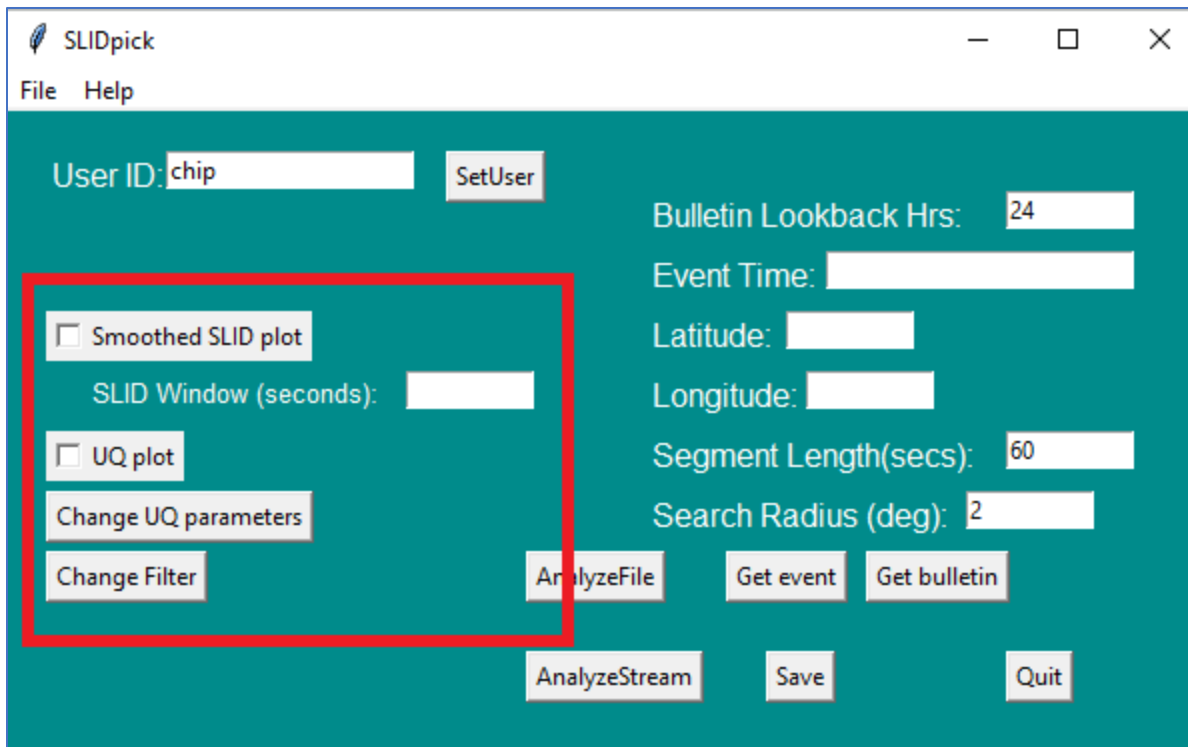 SLIDpick
File Help
User ID: chip SetUser
Bulletin Lookback Hrs: 24
Event Time:
Smoothed SLID plot Latitude:
SLID Window (seconds): Longitude:
UQ plot Segment Length(secs): 60
Change UQ parameters Search Radius (deg): 2
Change Filter AnalyzeFile Get event Get bulletin
AnalyzeStream Save Quit